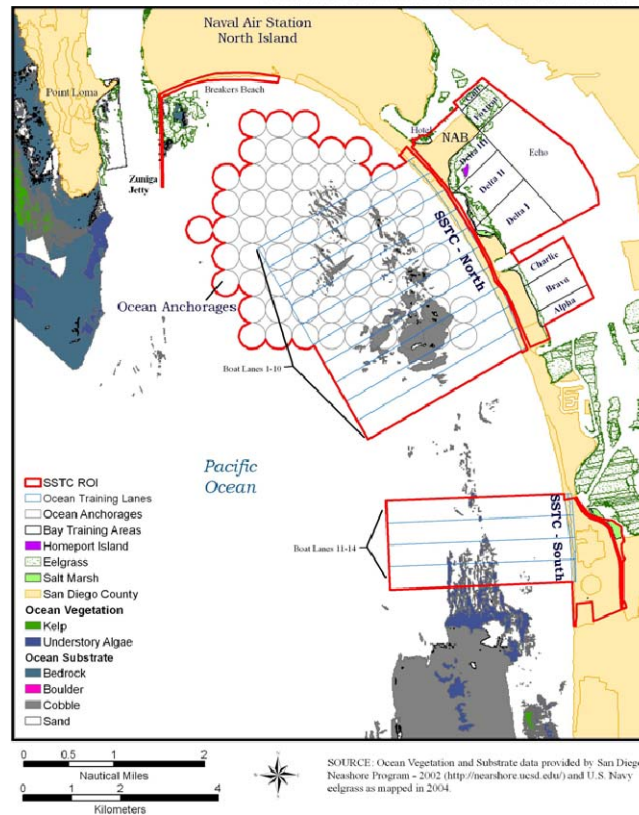 Naval Air Station
North Island
Point Loma
Breakers Beach
Zuniga
Jetty
Hotel
NAB
Delta III
Delta II
Delta I
Echo
SSTC - North
Charlie
Bravo
Alpha
Ocean Anchorages
Boat Lanes 1-10
Pacific
Ocean
SSTC - South
Boat Lanes 11-14
SSTC ROI
Ocean Training Lanes
Ocean Anchorages
Bay Training Areas
Homeport Island
Eelgrass
Salt Marsh
San Diego County
Ocean Vegetation
Kelp
Understory Algae
Ocean Substrate
Bedrock
Boulder
Cobble
Sand
0 0.5 1 2
Nautical Miles
0 1 2 4
Kilometers
SOURCE: Ocean Vegetation and Substrate data provided by San Diego
Neashore Program - 2002 (http://nearshore.ucsd.edu/) and U.S. Navy
eelgrass as mapped in 2004.